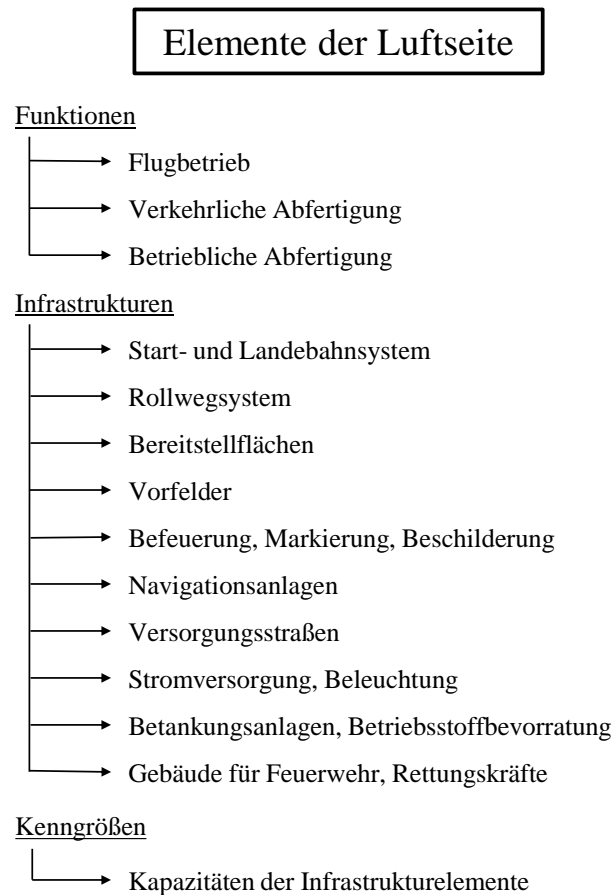 Elemente der Luftseite
Funktionen
Flugbetrieb
Verkehrliche Abfertigung
Betriebliche Abfertigung
Infrastrukturen
Start- und Landebahnsystem
Rollwegsystem
Bereitstellflächen
Vorfelder
Befeuerung, Markierung, Beschilderung
Navigationsanlagen
Versorgungsstraßen
Stromversorgung, Beleuchtung
Betankungsanlagen, Betriebsstoffbevorratung
Gebäude für Feuerwehr, Rettungskräfte
Kenngrößen
Kapazitäten der Infrastrukturelemente